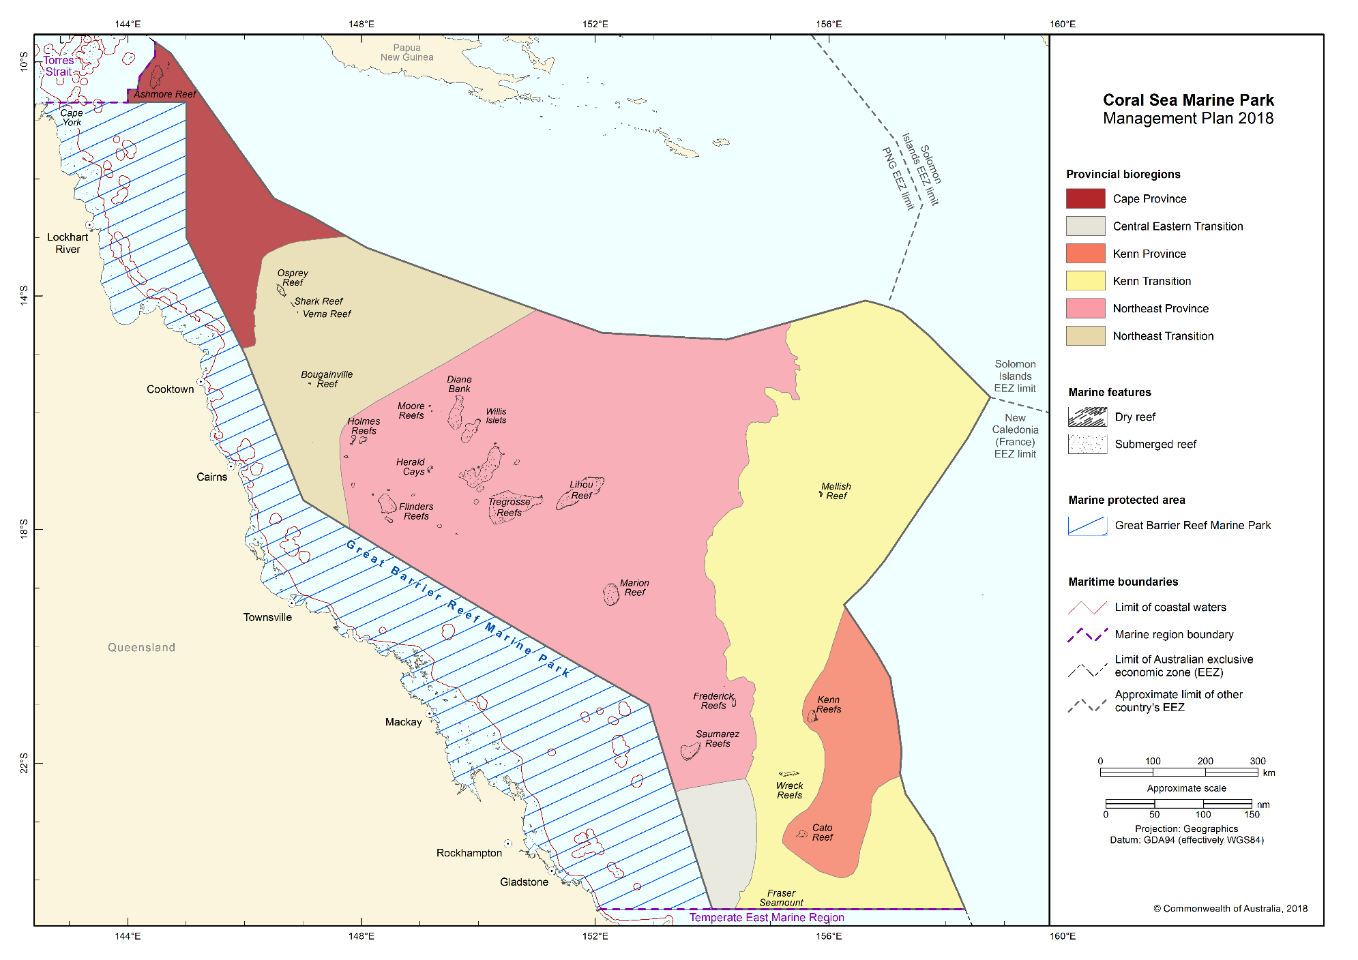 144°E 148°E 152°E 156°E 160°E
10°S
14°S
18°S
22°S
Papua
New Guinea
Torres
Strait
Ashmore Reef
Cape
York
Solomon
Islands EEZ limit
PNG EEZ limit
Lockhart
River
Osprey
Reef
Shark Reef
Vema Reef
Bougainville
Reef
Cooktown
Diane
Bank
Moore
Reefs
Willis
Islets
Holmes
Reefs
Herald
Cays
Cairns
Flinders
Reefs
Tregrosse
Reefs
Lihou
Reef
Mellish
Reef
Solomon
Islands
EEZ limit
New
Caledonia
(France)
EEZ limit
Great Barrier Reef Marine Park
Marion
Reef
Townsville
Queensland
Frederick
Reefs
Kenn
Reefs
Mackay
Saumarez
Reefs
Wreck
Reefs
Cato
Reef
Rockhampton
Gladstone
Fraser
Seamount
Temperate East Marine Region
144°E 148°E 152°E 156°E 160°E
Coral Sea Marine Park
Management Plan 2018
Provincial bioregions
Cape Province
Central Eastern Transition
Kenn Province
Kenn Transition
Northeast Province
Northeast Transition
Marine features
Dry reef
Submerged reef
Marine protected area
Great Barrier Reef Marine Park
Maritime boundaries
Limit of coastal waters
Marine region boundary
Limit of Australian exclusive
economic zone (EEZ)
Approximate limit of other
country's EEZ
0 100 200 300
km
Approximate scale
nm
0 50 100 150
Projection: Geographics
Datum: GDA94 (effectively WGS84)
© Commonwealth of Australia, 2018